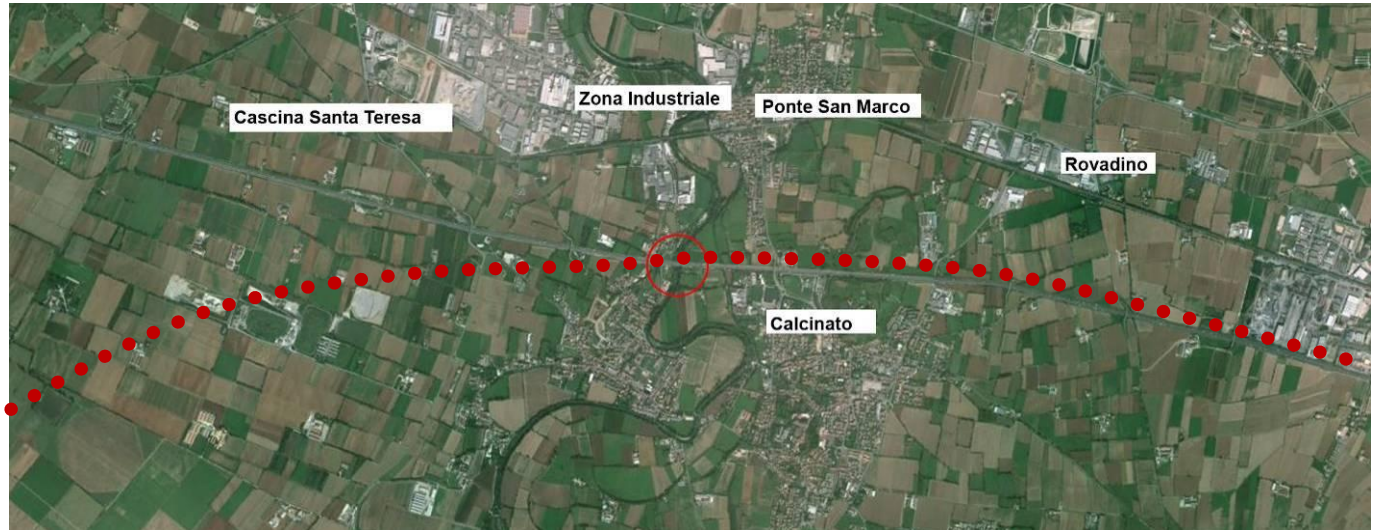 Zona Industriale
Ponte San Marco
Cascina Santa Teresa
Rovadino
Calcinato